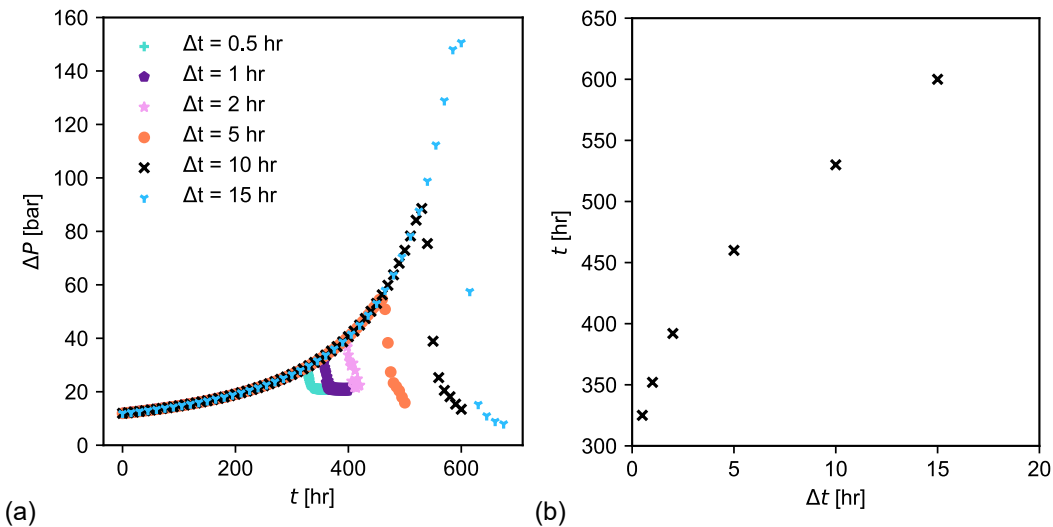 160
140
120
100
80
60
40
20
0
ΔP [bar]
Δt = 0.5 hr
Δt = 1 hr
Δt = 2 hr
Δt = 5 hr
Δt = 10 hr
Δt = 15 hr
0 200 400 600
t [hr]
(a)
650
600
550
500
450
400
350
300
t [hr]
0 5 10 15 20
Δt [hr]
(b)